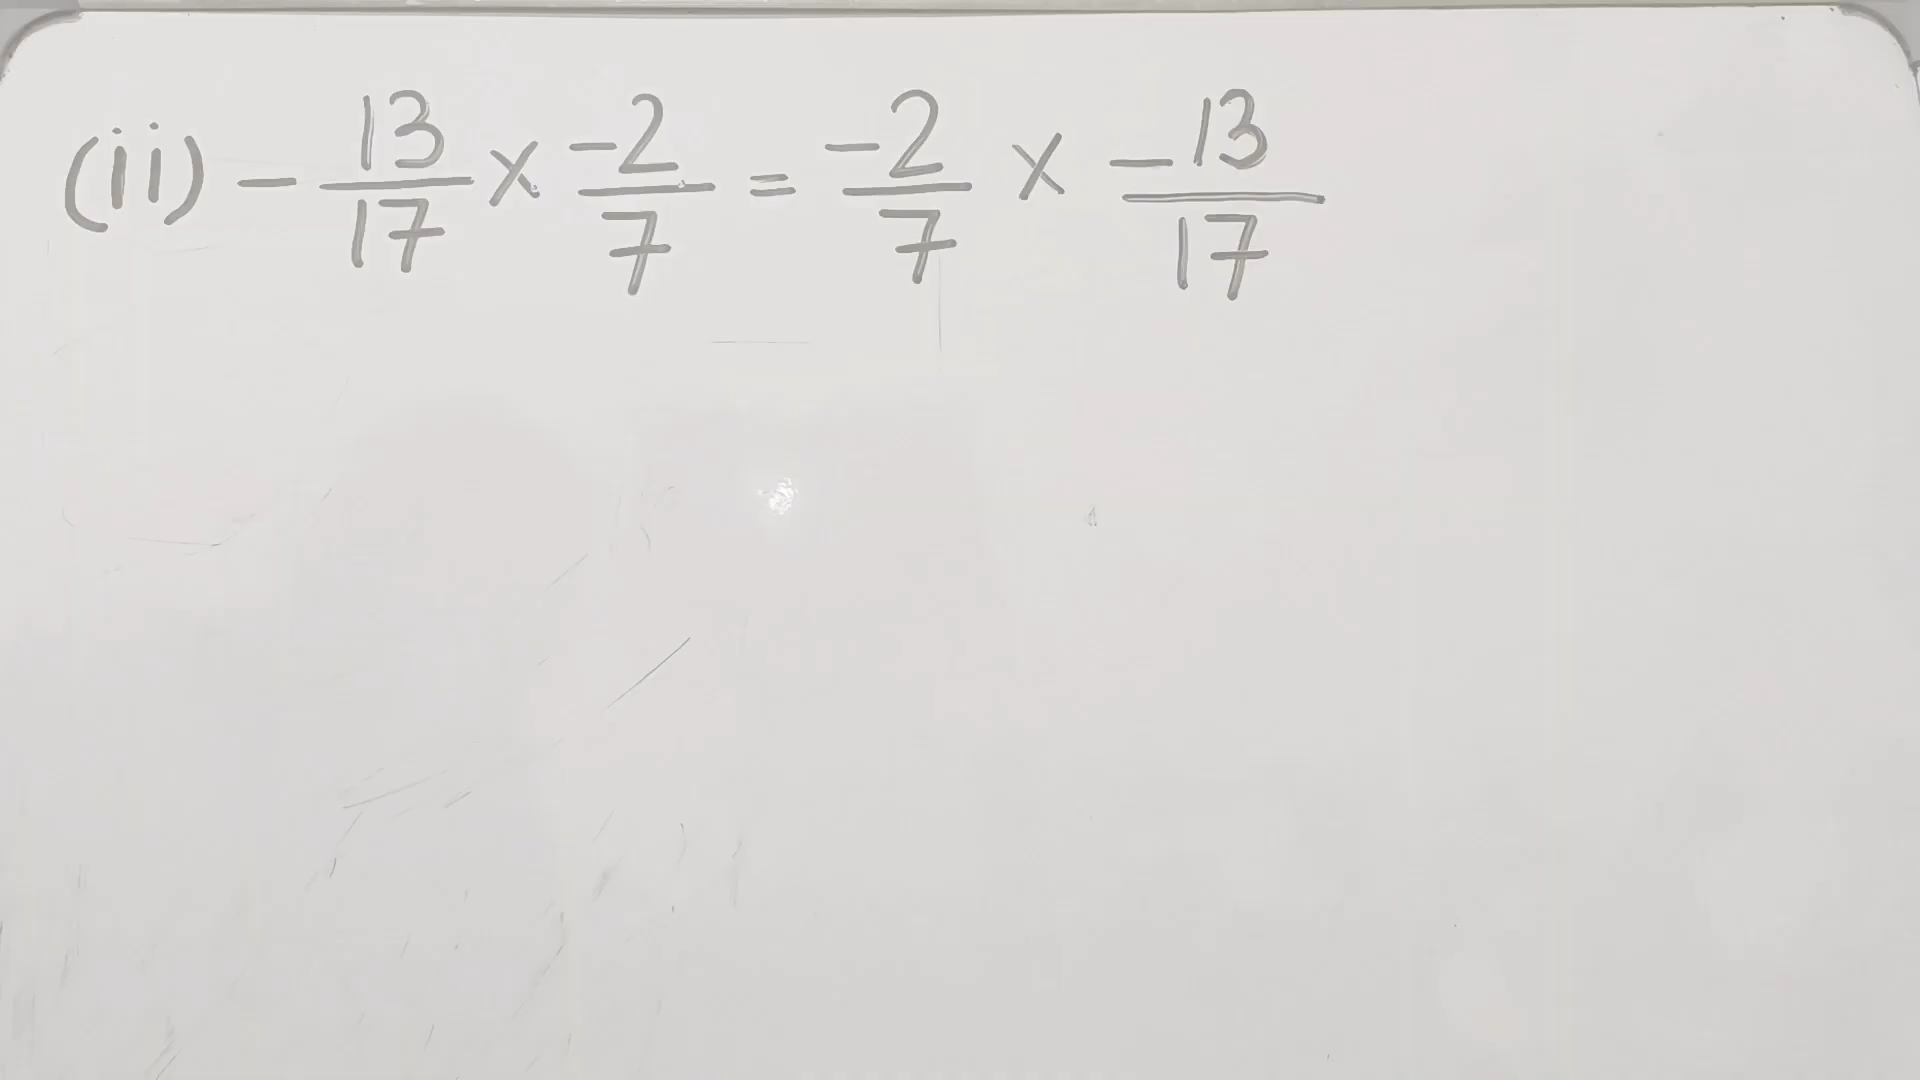 (ii) - 13/17 × -2/7 = -2/7 × -13/17